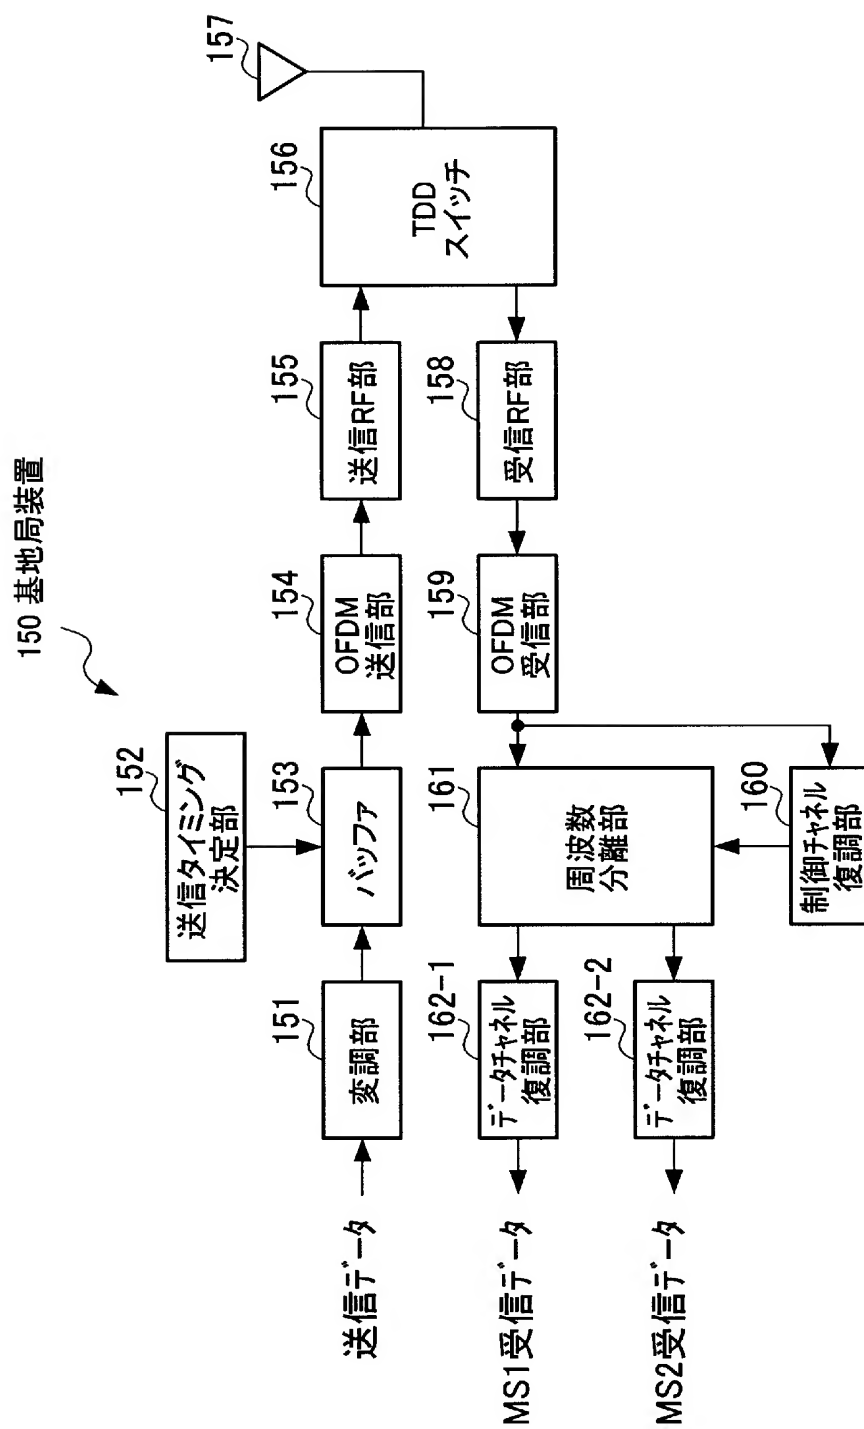 150 基地局装置
152
送信タイミング
決定部
151
変調部
153
バッファ
154
OFDM
送信部
155
送信RF部
156
TDD
スイッチ
157
送信データ
162-1
データチャネル
復調部
161
周波数
分離部
159
OFDM
受信部
158
受信RF部
MS1受信データ
162-2
データチャネル
復調部
160
制御チャネル
復調部
MS2受信データ